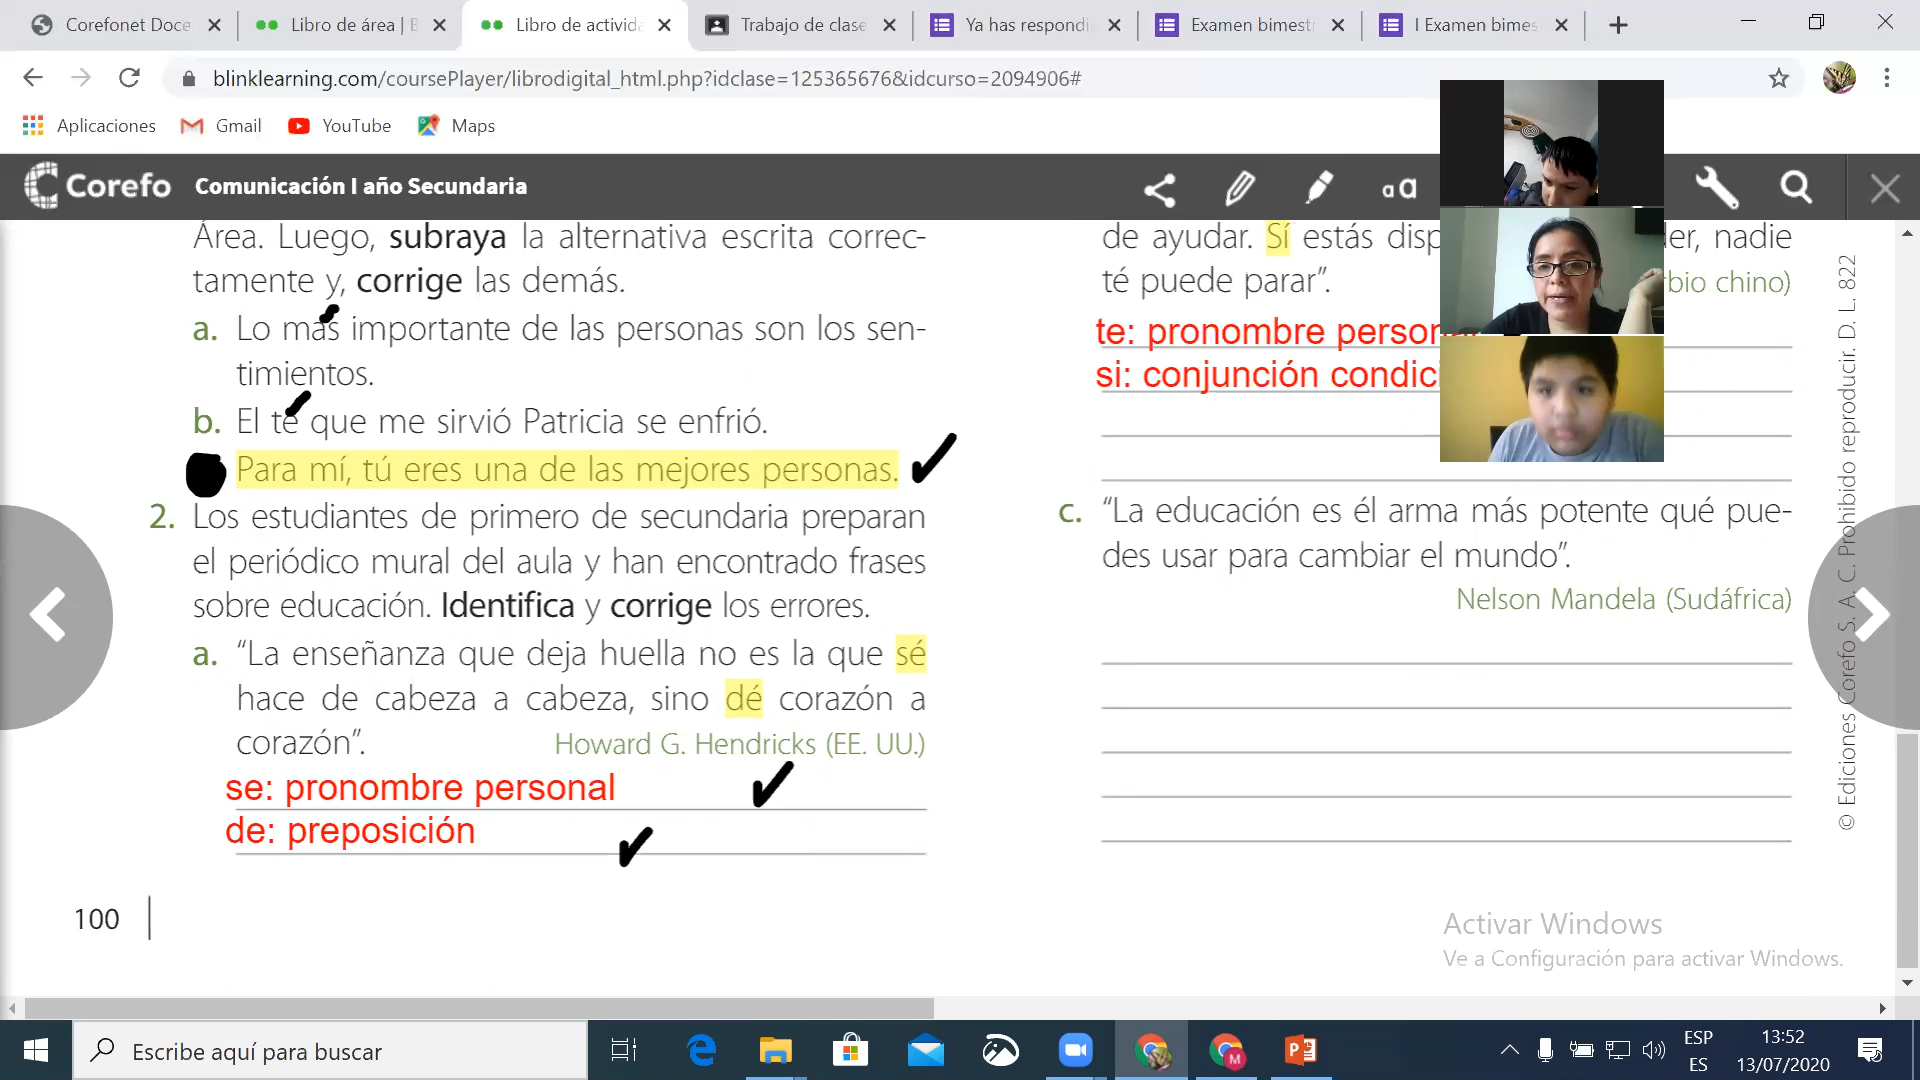 Corefonet Doce
Libro de área | B
Libro de activida
Trabajo de clase
Ya has respondi
Examen bimestr
I Examen bimes
blinklearning.com/coursePlayer/librodigital_html.php?idclase=125365676&idcurso=2094906#
Aplicaciones
Gmail
YouTube
Maps
Corefo
Comunicación I año Secundaria
aa
Área. Luego, subraya la alternativa escrita correc-
tamente y, corrige las demás.
a. Lo más importante de las personas son los sen-
timientos.
b. El té que me sirvió Patricia se enfrió.
Para mí, tú eres una de las mejores personas.
2. Los estudiantes de primero de secundaria preparan
el periódico mural del aula y han encontrado frases
sobre educación. Identifica y corrige los errores.
a. “La enseñanza que deja huella no es la que sé
hace de cabeza a cabeza, sino dé corazón a
corazón”. Howard G. Hendricks (EE. UU.)
se: pronombre personal
de: preposición
100
de ayudar. Sí estás disp der, nadie
té puede parar”. rbio chino)
te: pronombre personal
si: conjunción condici
c. “La educación es él arma más potente qué pue-
des usar para cambiar el mundo”.
Nelson Mandela (Sudáfrica)
© Ediciones Corefo S. A. C. Prohibido reproducir. D. L. 822
Activar Windows
Ve a Configuración para activar Windows.
Escribe aquí para buscar
M
ESP
ES
13:52
13/07/2020